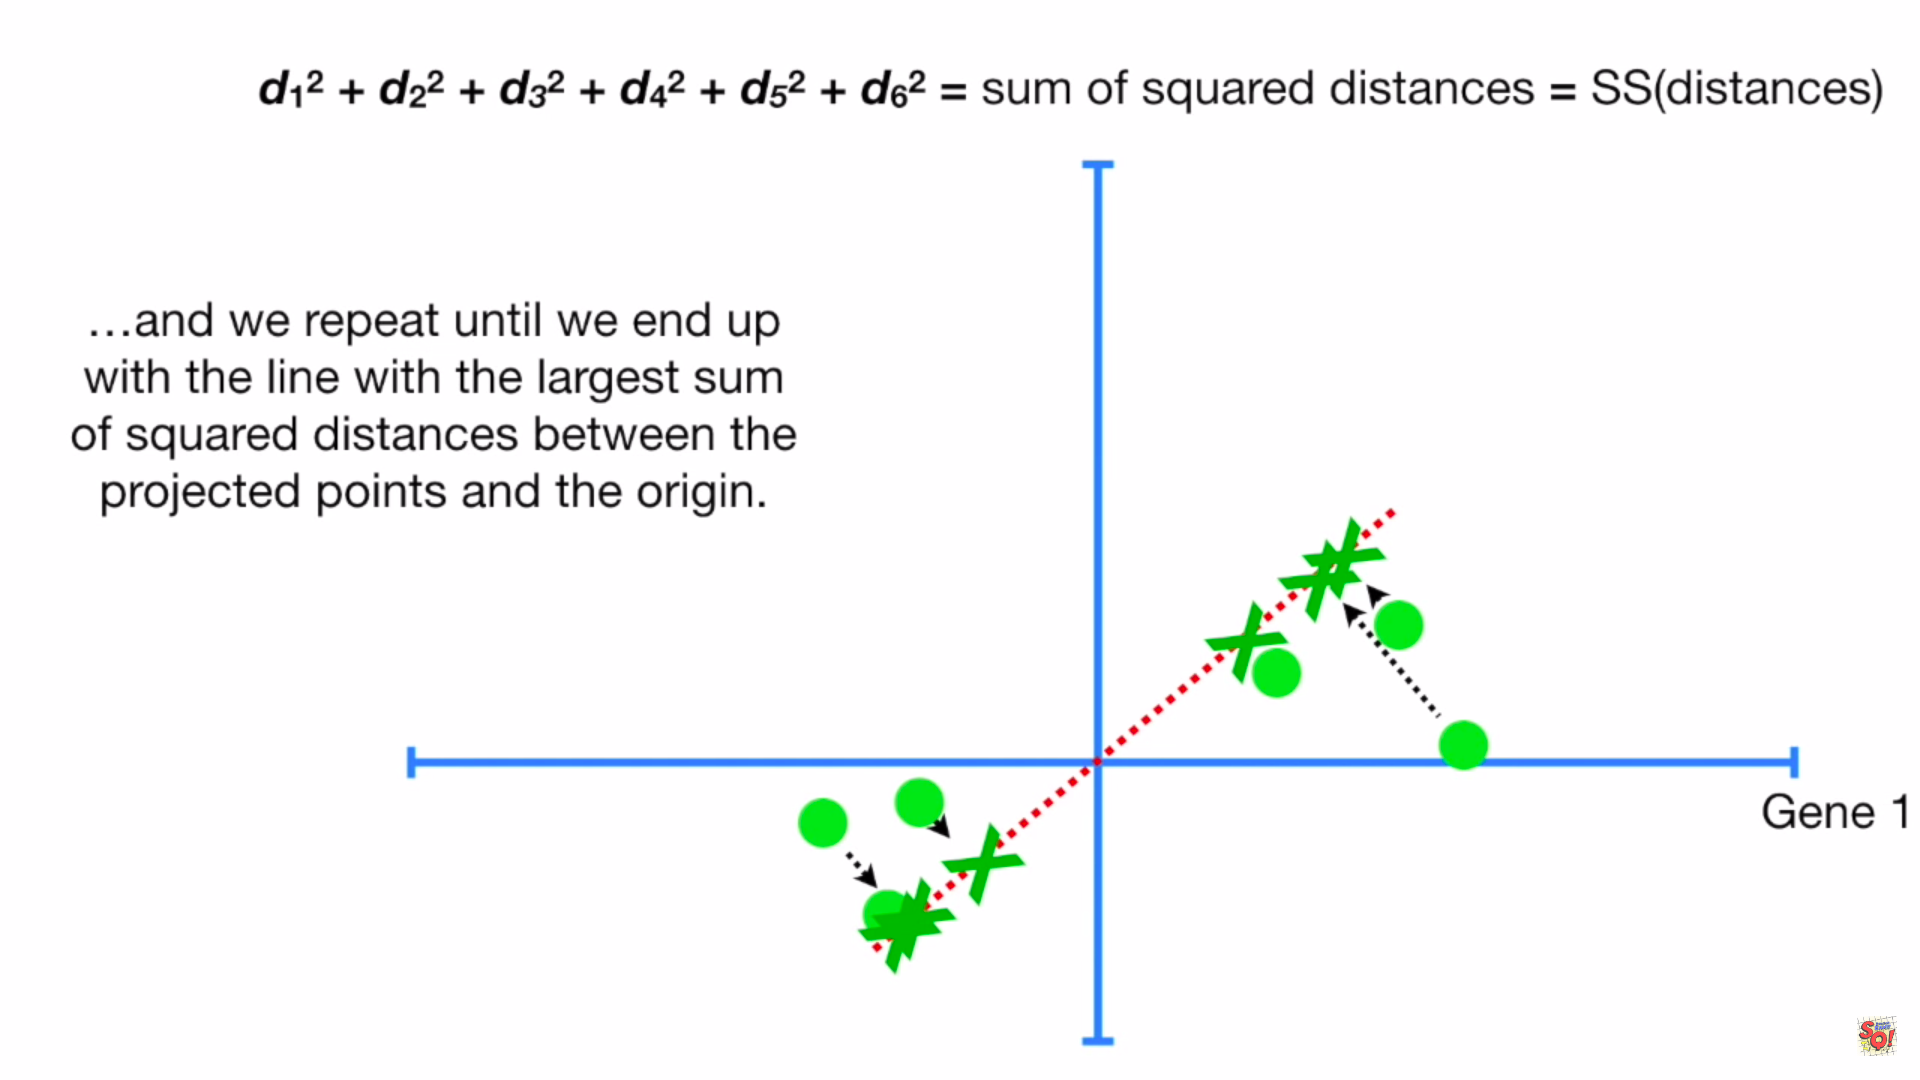 d₁² + d₂² + d₃² + d₄² + d₅² + d₆² = sum of squared distances = SS(distances)
…and we repeat until we end up
with the line with the largest sum
of squared distances between the
projected points and the origin.
Gene 1
SQ!